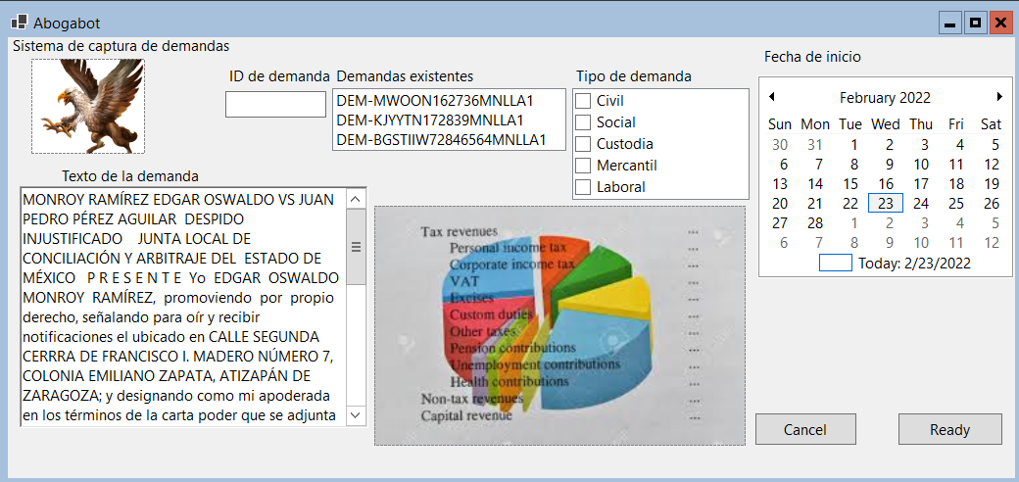 Abogabot
Sistema de captura de demandas
ID de demanda
Demandas existentes
DEM-MWOON162736MNLLA1
DEM-KJYYTN172839MNLLA1
DEM-BGSTIIW72846564MNLLA1
Tipo de demanda
Civil
Social
Custodia
Mercantil
Laboral
Fecha de inicio
February 2022
Sun Mon Tue Wed Thu Fri Sat
30 31 1 2 3 4 5
6 7 8 9 10 11 12
13 14 15 16 17 18 19
20 21 22 23 24 25 26
27 28 1 2 3 4 5
6 7 8 9 10 11 12
Today: 2/23/2022
Texto de la demanda
MONROY RAMÍREZ EDGAR OSWALDO VS JUAN
PEDRO PÉREZ AGUILAR DESPIDO
INJUSTIFICADO JUNTA LOCAL DE
CONCILIACIÓN Y ARBITRAJE DEL ESTADO DE
MÉXICO P R E S E N T E Yo EDGAR OSWALDO
MONROY RAMÍREZ, promoviendo por propio
derecho, señalando para oír y recibir
notificaciones el ubicado en CALLE SEGUNDA
CERRRA DE FRANCISCO I. MADERO NÚMERO 7,
COLONIA EMILIANO ZAPATA, ATIZAPÁN DE
ZARAGOZA; y designando como mi apoderada
en los términos de la carta poder que se adjunta
Tax revenues ...
Personal income tax ...
Corporate income tax ...
VAT ...
Excises ...
Custom duties ...
Other taxes ...
Pension contributions ...
Unemployment contributions ...
Health contributions ...
Non-tax revenues ...
Capital revenue ...
Cancel
Ready